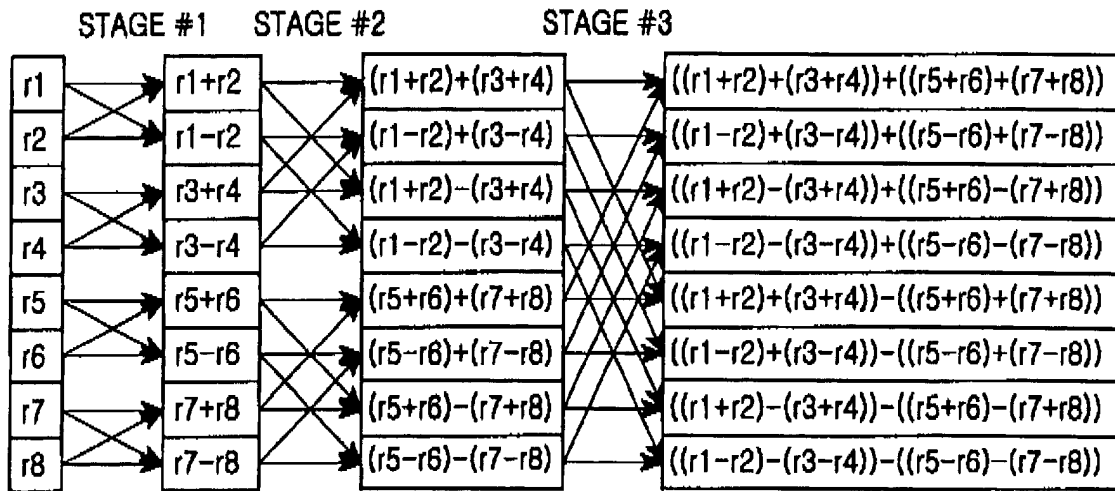 STAGE #1 STAGE #2 STAGE #3
r1 r1+r2 (r1+r2)+(r3+r4) ((r1+r2)+(r3+r4))+((r5+r6)+(r7+r8))
r2 r1−r2 (r1−r2)+(r3−r4) ((r1−r2)+(r3−r4))+((r5−r6)+(r7−r8))
r3 r3+r4 (r1+r2)−(r3+r4) ((r1+r2)−(r3+r4))+((r5+r6)−(r7+r8))
r4 r3−r4 (r1−r2)−(r3−r4) ((r1−r2)−(r3−r4))+((r5−r6)−(r7−r8))
r5 r5+r6 (r5+r6)+(r7+r8) ((r1+r2)+(r3+r4))−((r5+r6)+(r7+r8))
r6 r5−r6 (r5−r6)+(r7−r8) ((r1−r2)+(r3−r4))−((r5−r6)+(r7−r8))
r7 r7+r8 (r5+r6)−(r7+r8) ((r1+r2)−(r3+r4))−((r5+r6)−(r7+r8))
r8 r7−r8 (r5−r6)−(r7−r8) ((r1−r2)−(r3−r4))−((r5−r6)−(r7−r8))